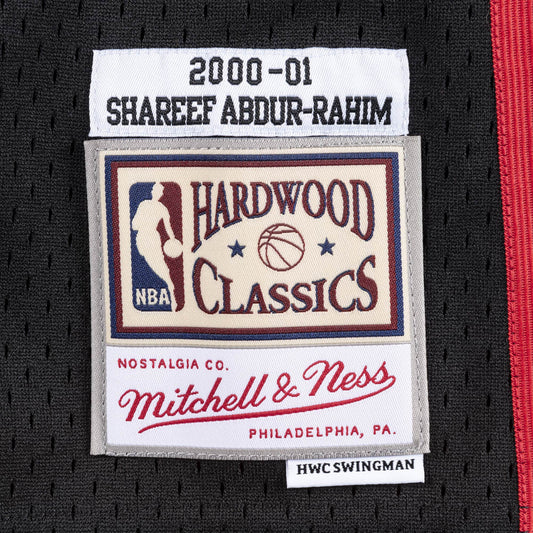 2000-01
SHAREEF ABDUR-RAHIM
HARDWOOD
CLASSICS
NBA
NOSTALGIA CO.
Mitchell & Ness
PHILADELPHIA, PA.
HWC SWINGMAN